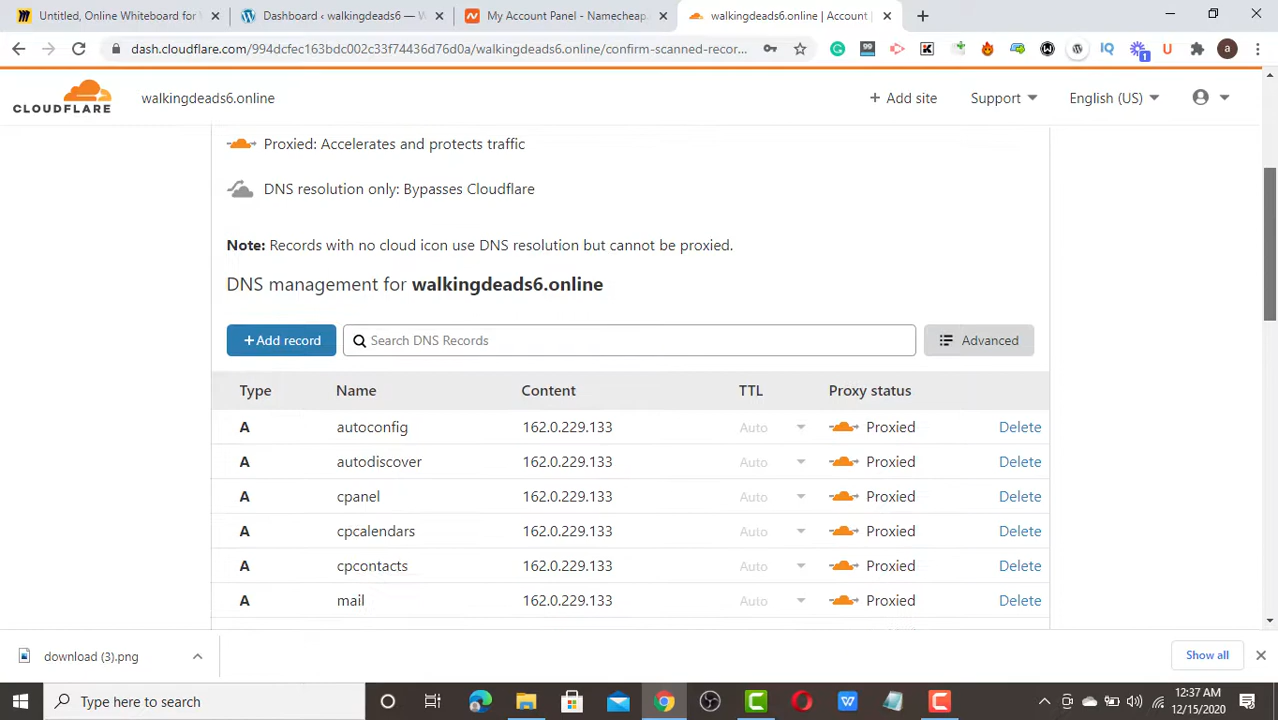 Untitled, Online Whiteboard for
Dashboard ‹ walkingdeads6 — W
My Account Panel - Namecheap.
walkingdeads6.online | Account |
dash.cloudflare.com/994dcfec163bdc002c33f74436d76d0a/walkingdeads6.online/confirm-scanned-recor...
CLOUDFLARE
walkingdeads6.online
+ Add site
Support
English (US)
Proxied: Accelerates and protects traffic
DNS resolution only: Bypasses Cloudflare
Note: Records with no cloud icon use DNS resolution but cannot be proxied.
DNS management for walkingdeads6.online
+Add record
Search DNS Records
Advanced
Type Name Content TTL Proxy status
A autoconfig 162.0.229.133 Auto Proxied Delete
A autodiscover 162.0.229.133 Auto Proxied Delete
A cpanel 162.0.229.133 Auto Proxied Delete
A cpcalendars 162.0.229.133 Auto Proxied Delete
A cpcontacts 162.0.229.133 Auto Proxied Delete
A mail 162.0.229.133 Auto Proxied Delete
download (3).png
Show all
Type here to search
12:37 AM
12/15/2020